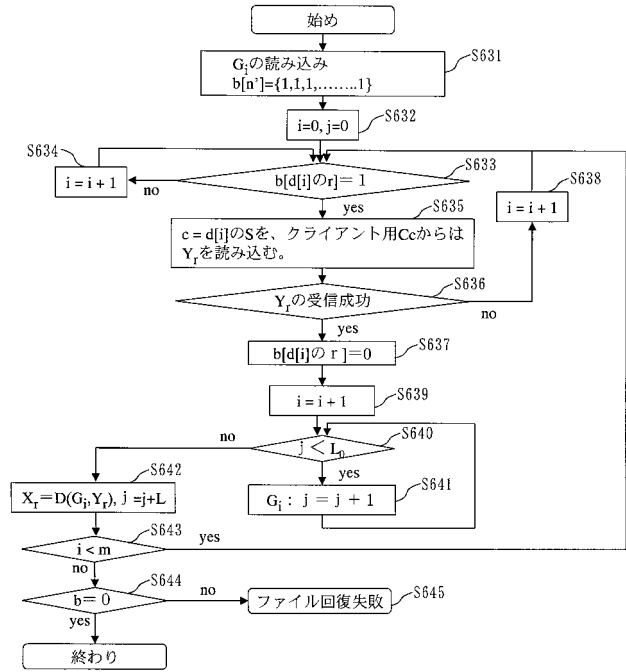 始め
S631
Giの読み込み
b[n']={1,1,1,........1}
S632
i=0, j=0
S634
i = i + 1
S633
b[d[i]のr]= 1
no
yes
S638
i = i + 1
S635
c = d[i]のSを、クライアント用Ccからは
Yrを読み込む。
S636
Yrの受信成功
no
yes
S637
b[d[i]のｒ]＝0
S639
i = i + 1
S640
j < L0
no
yes
S642
Xr＝D(Gi,Yr), j =j+L
S641
Gi : j = j + 1
S643
i < m
yes
no
S644
b＝0
no
yes
S645
ファイル回復失敗
終わり